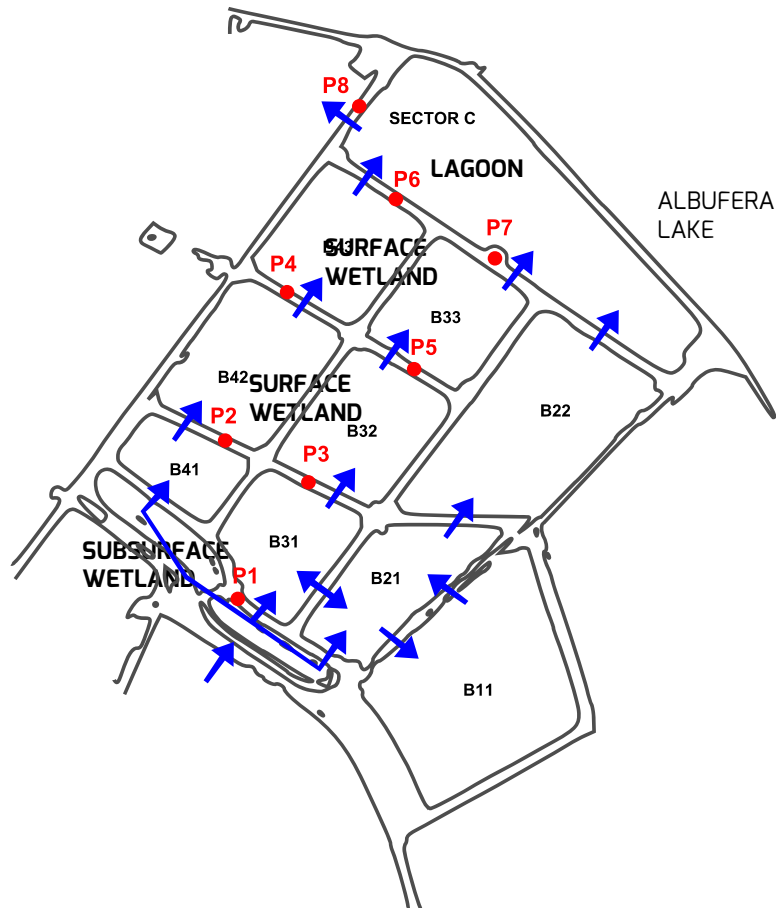 P8
SECTOR C
LAGOON
P6
ALBUFERA
LAKE
P7
B43
SURFACE
WETLAND
P4
B33
P5
B42
SURFACE
WETLAND
B22
P2
B32
B41
P3
SUBSURFACE
WETLAND
B31
P1
B21
B11